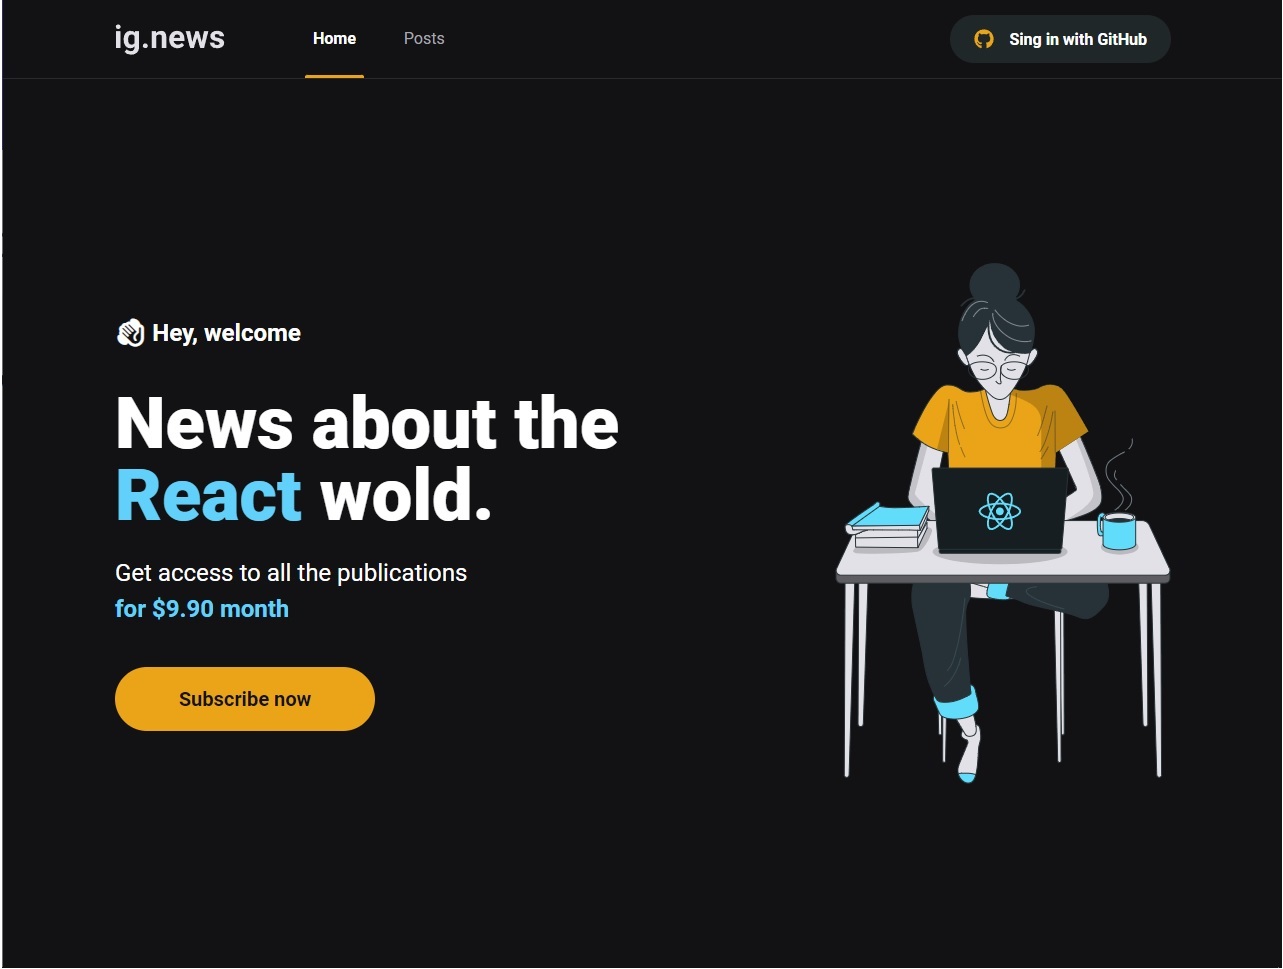 ig.news
Home
Posts
Sing in with GitHub
Hey, welcome
News about the
React wold.
Get access to all the publications
for $9.90 month
Subscribe now